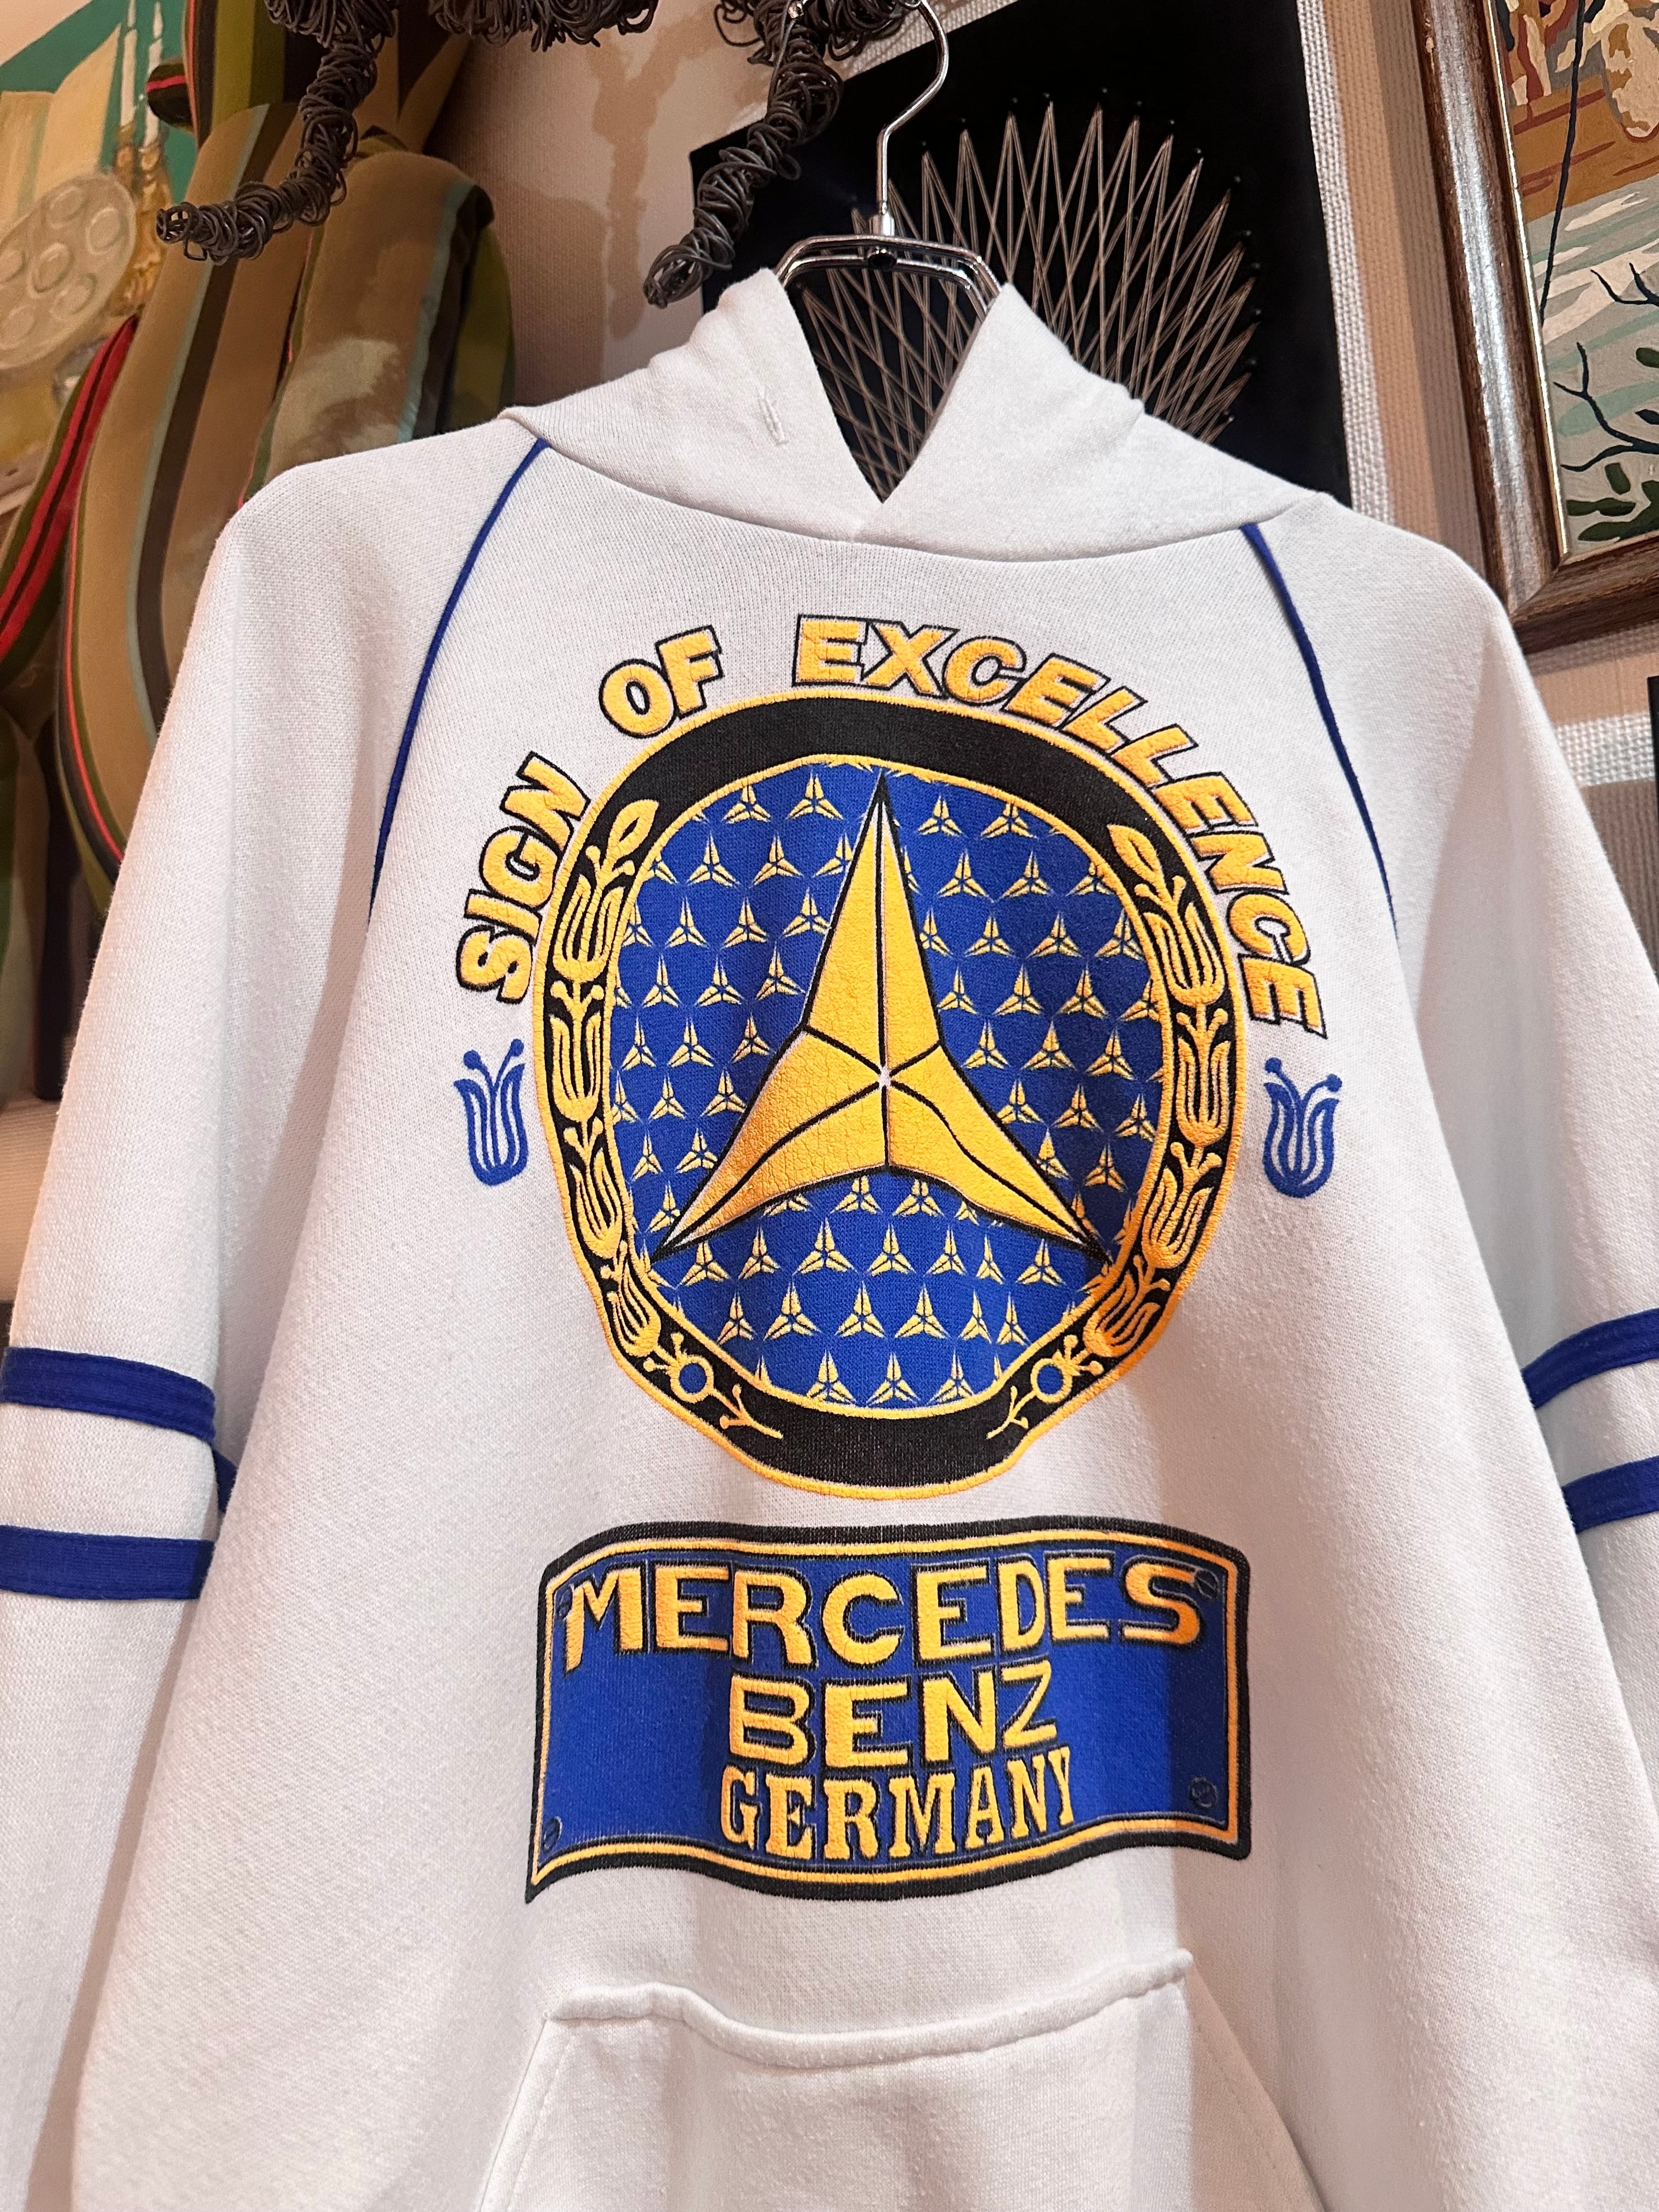 SIGN OF EXCELLENCE
MERCEDES
BENZ
GERMANY